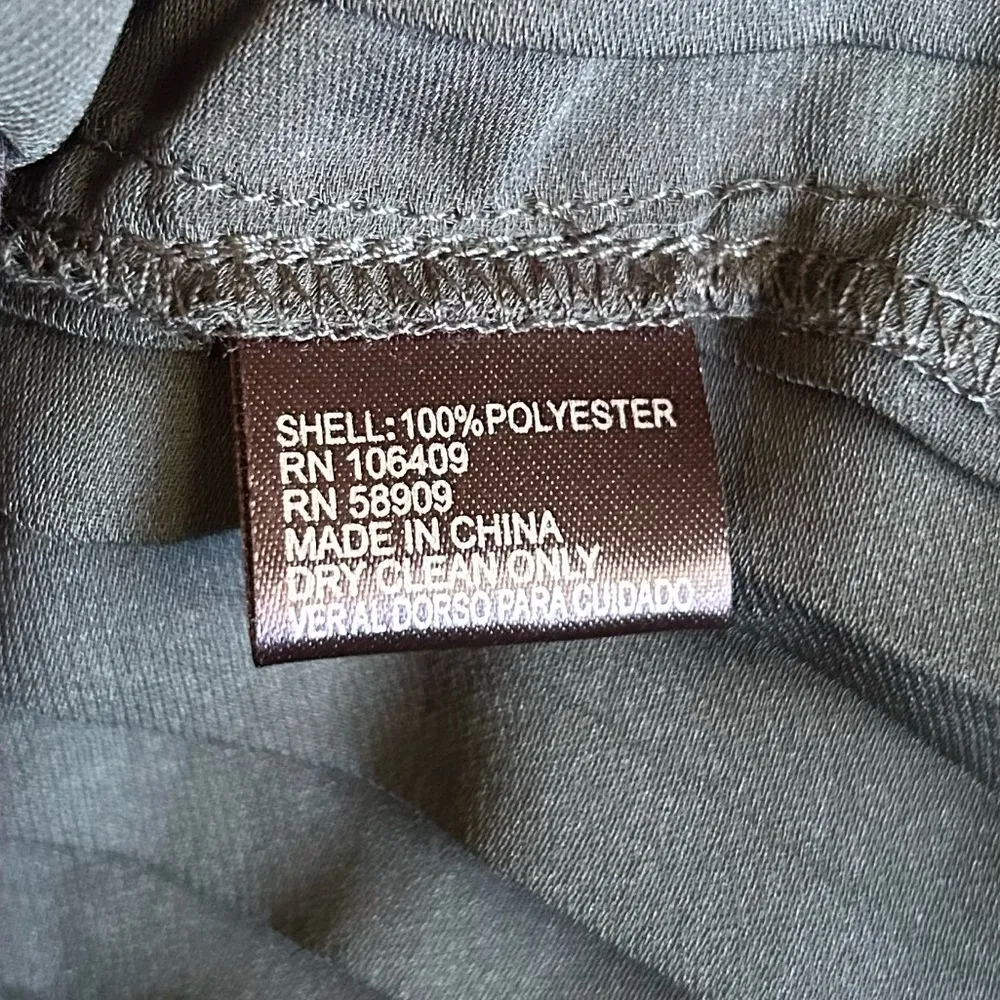 SHELL: 100% POLYESTER
RN 106409
RN 58909
MADE IN CHINA
DRY CLEAN ONLY
VER AL DORSO PARA CUIDADO